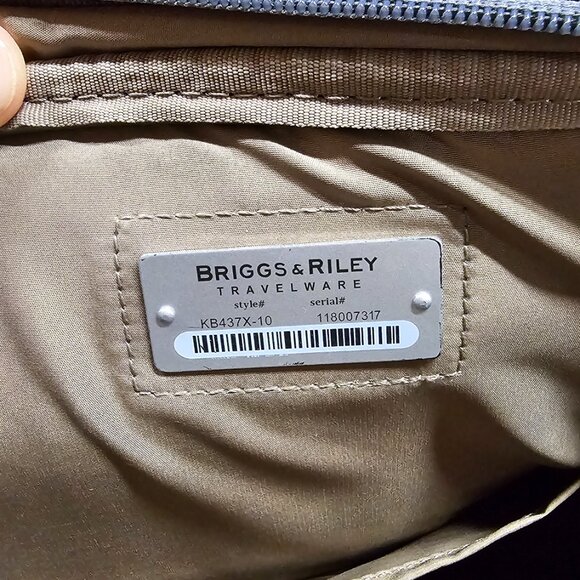 BRIGGS & RILEY
TRAVELWARE
style# serial#
KB437X-10 118007317